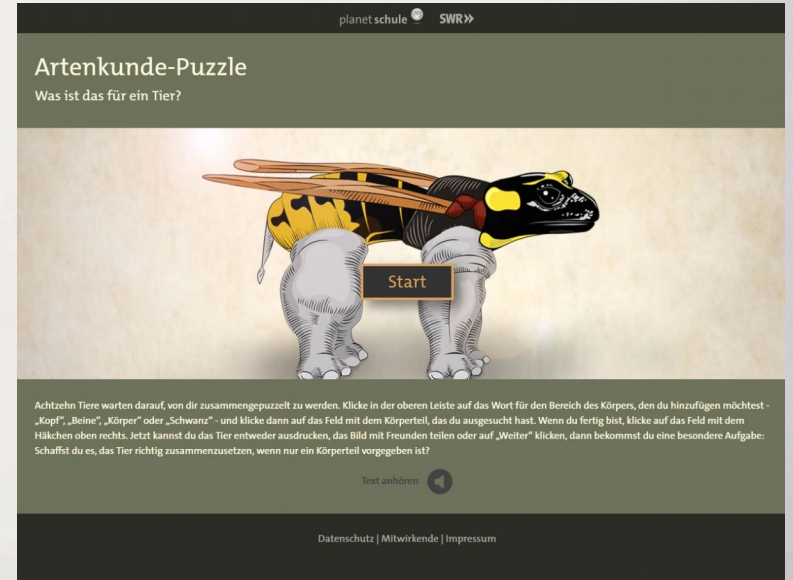 planet schule SWR»
Artenkunde-Puzzle
Was ist das für ein Tier?
Start
Achtzehn Tiere warten darauf, von dir zusammengepuzzelt zu werden. Klicke in der oberen Leiste auf das Wort für den Bereich des Körpers, den du hinzufügen möchtest -
„Kopf“, „Beine“, „Körper“ oder „Schwanz“ - und klicke dann auf das Feld mit dem Körperteil, das du ausgesucht hast. Wenn du fertig bist, klicke auf das Feld mit dem
Häkchen oben rechts. Jetzt kannst du das Tier entweder ausdrucken, das Bild mit Freunden teilen oder auf „Weiter“ klicken, dann bekommst du eine besondere Aufgabe:
Schaffst du es, das Tier richtig zusammenzusetzen, wenn nur ein Körperteil vorgegeben ist?
Text anhören
Datenschutz | Mitwirkende | Impressum